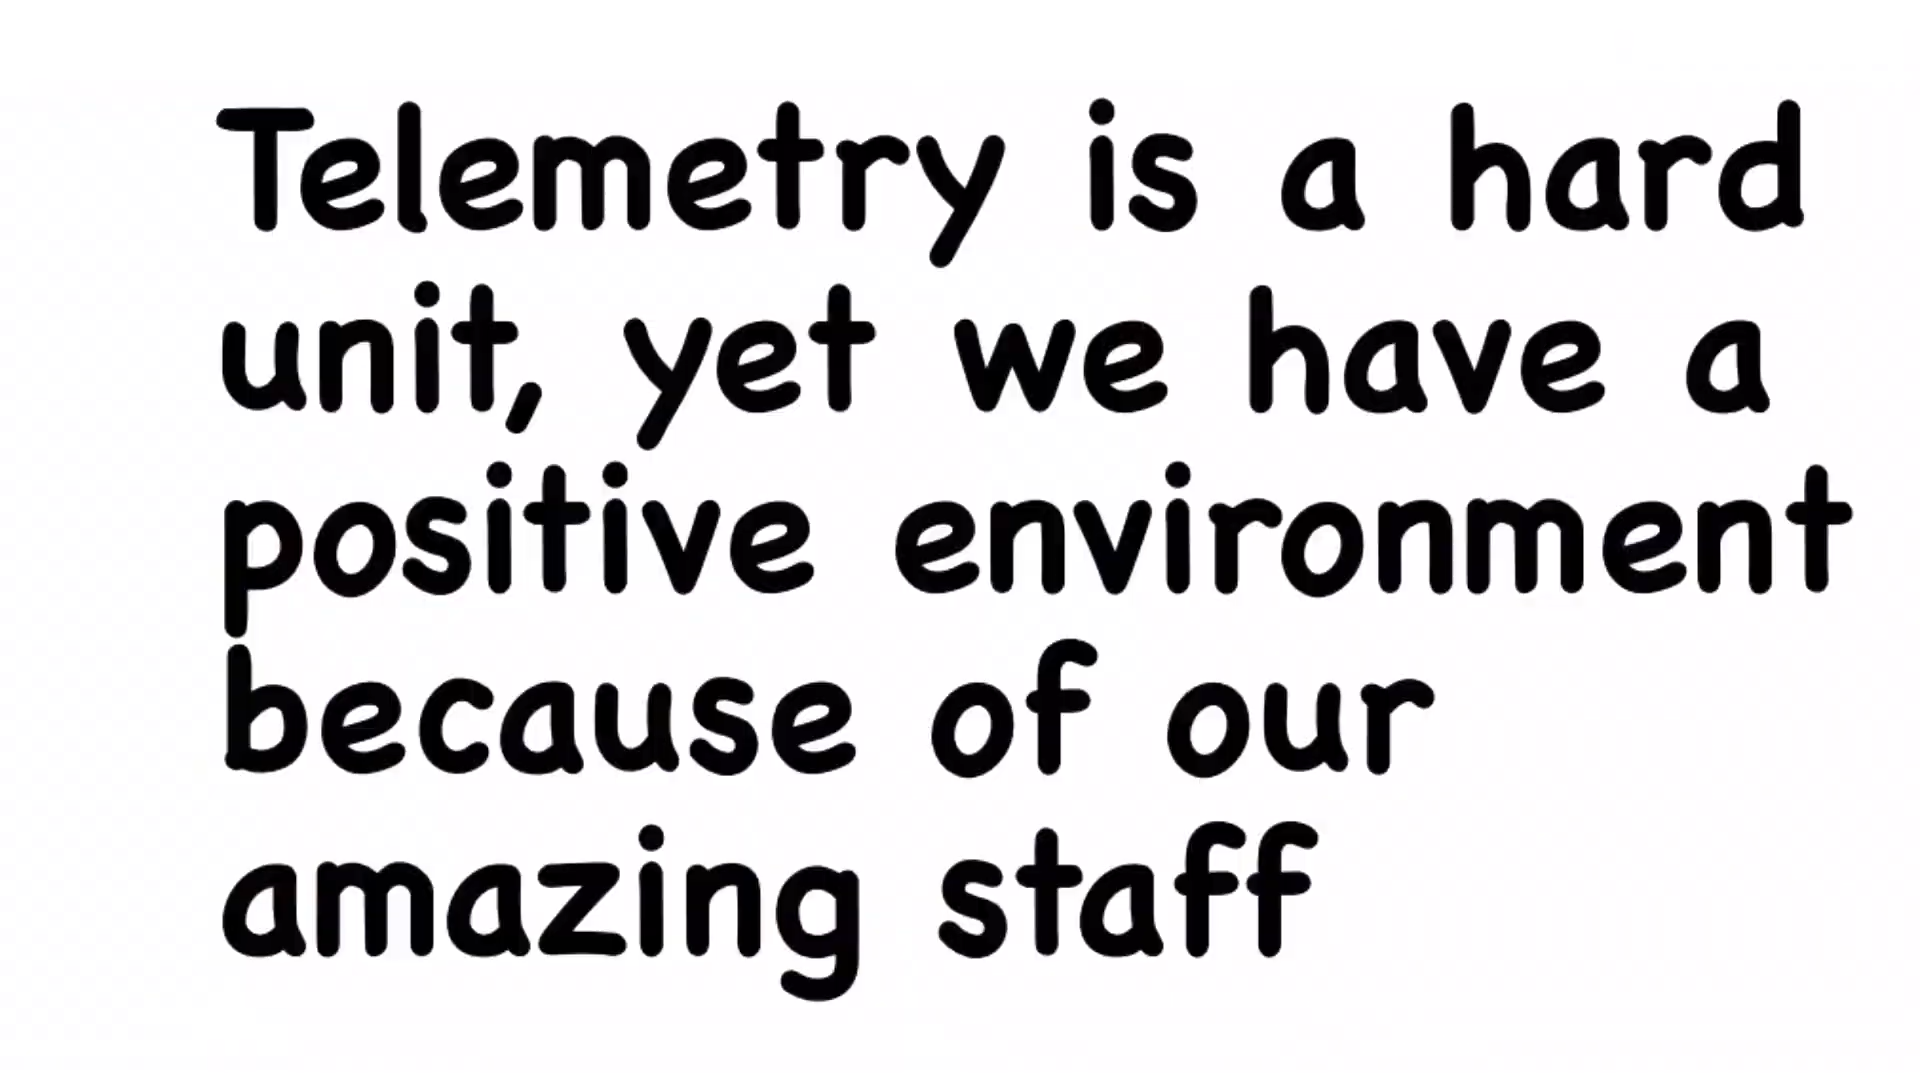 Telemetry is a hard
unit, yet we have a
positive environment
because of our
amazing staff